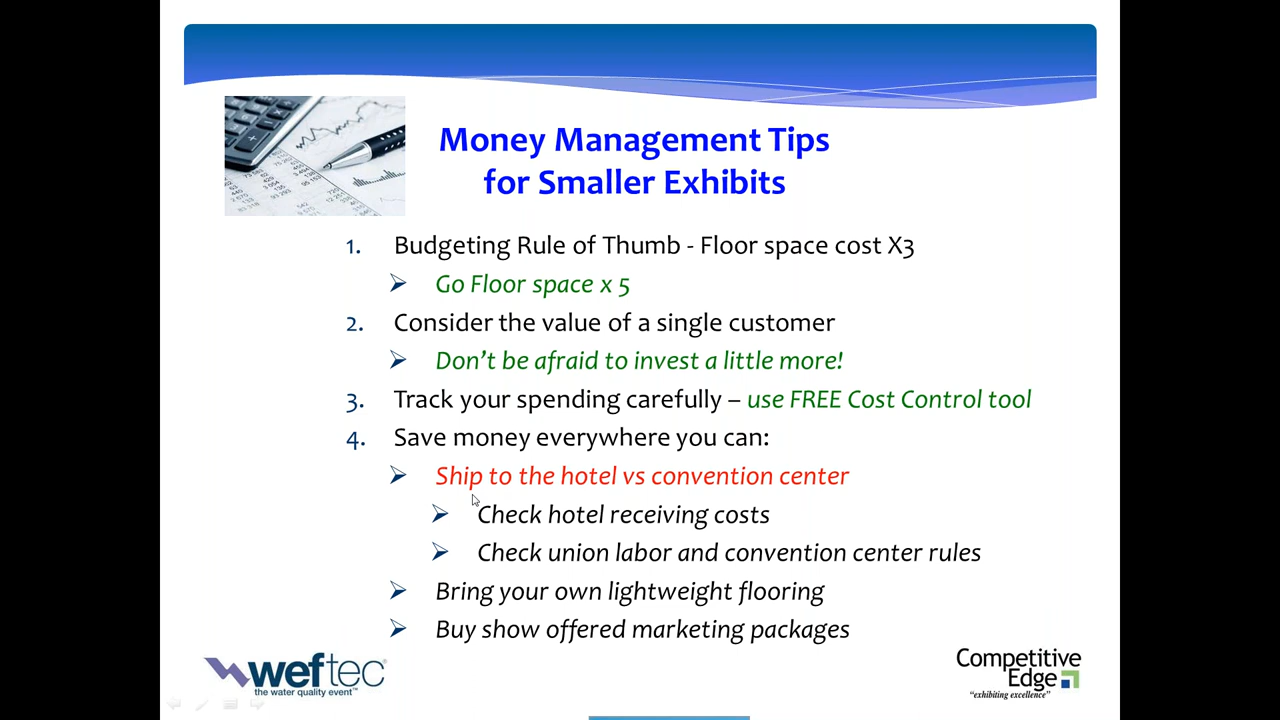 Money Management Tips
for Smaller Exhibits
1. Budgeting Rule of Thumb - Floor space cost X3
Go Floor space x 5
2. Consider the value of a single customer
Don't be afraid to invest a little more!
3. Track your spending carefully – use FREE Cost Control tool
4. Save money everywhere you can:
Ship to the hotel vs convention center
Check hotel receiving costs
Check union labor and convention center rules
Bring your own lightweight flooring
Buy show offered marketing packages
weftec®
the water quality event™
Competitive
Edge
"exhibiting excellence"